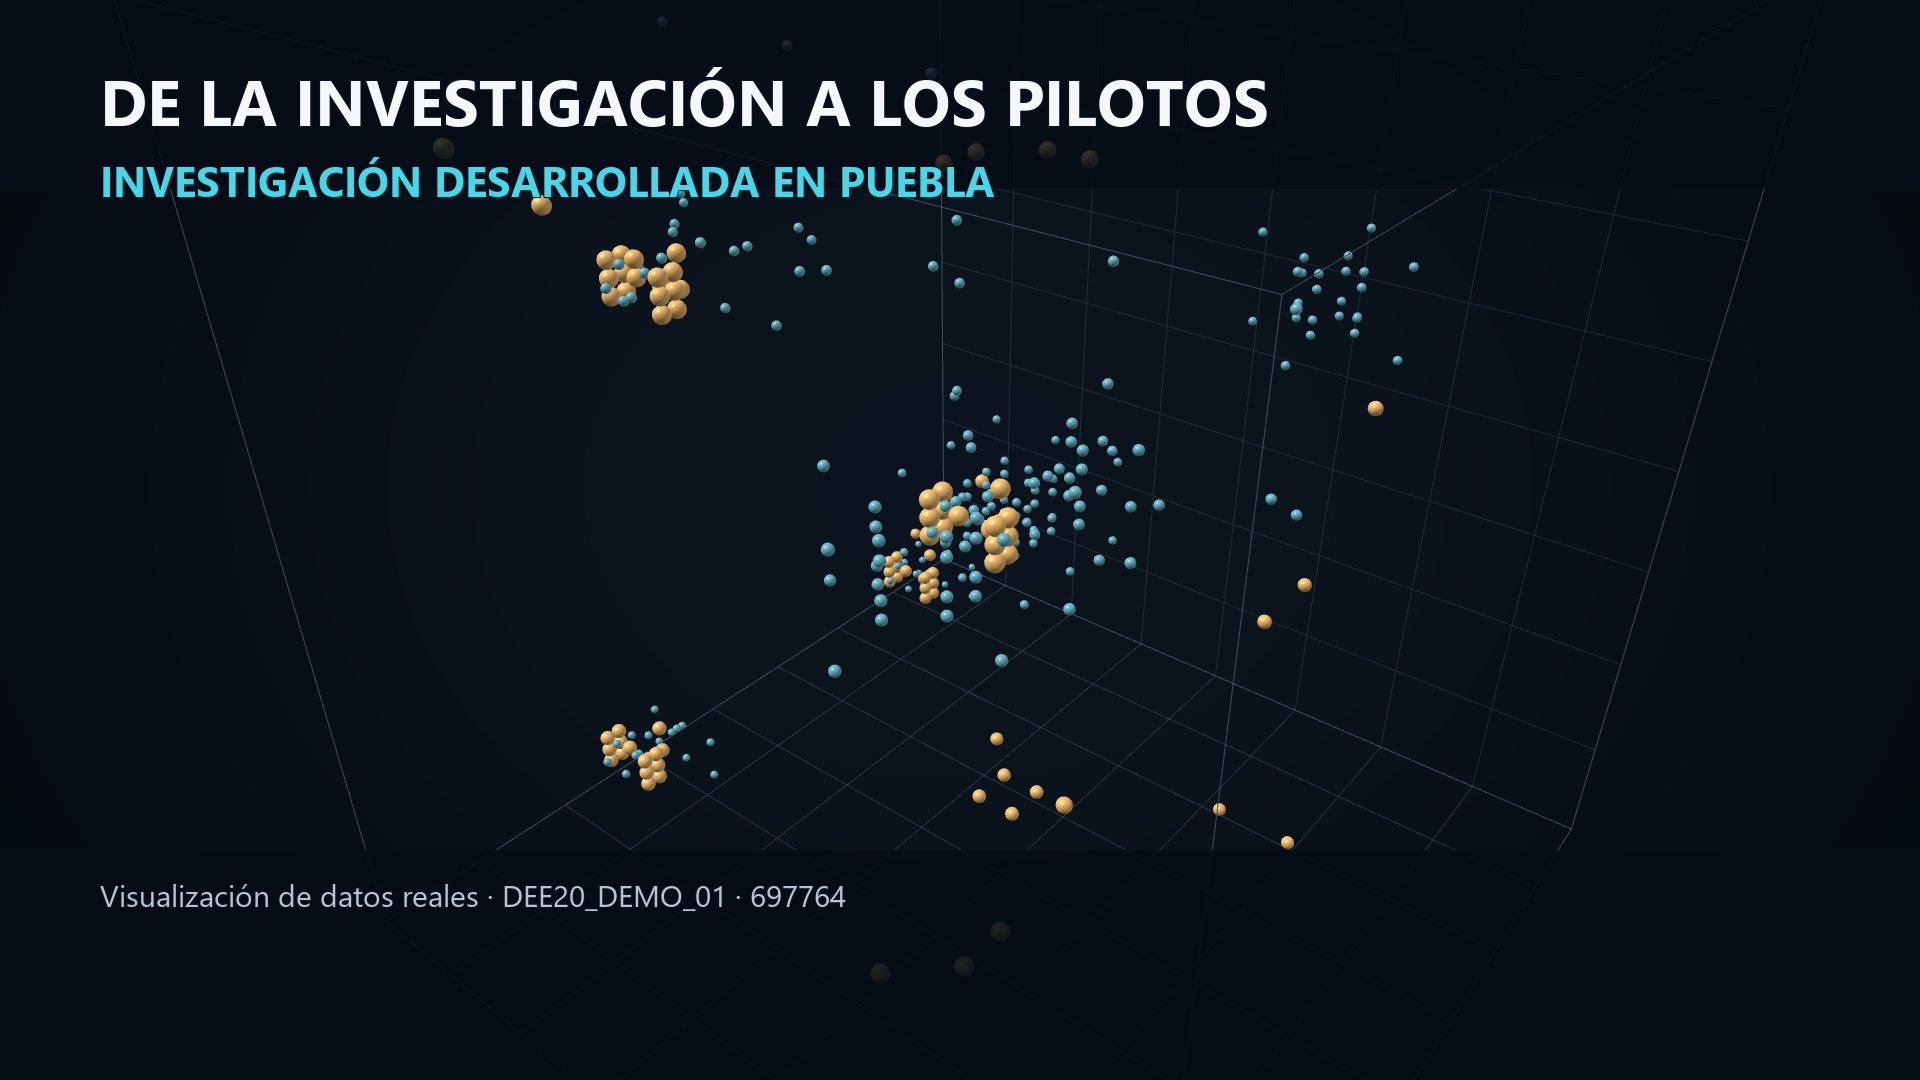 DE LA INVESTIGACIÓN A LOS PILOTOS
INVESTIGACIÓN DESARROLLADA EN PUEBLA
Visualización de datos reales · DEE20_DEMO_01 · 697764